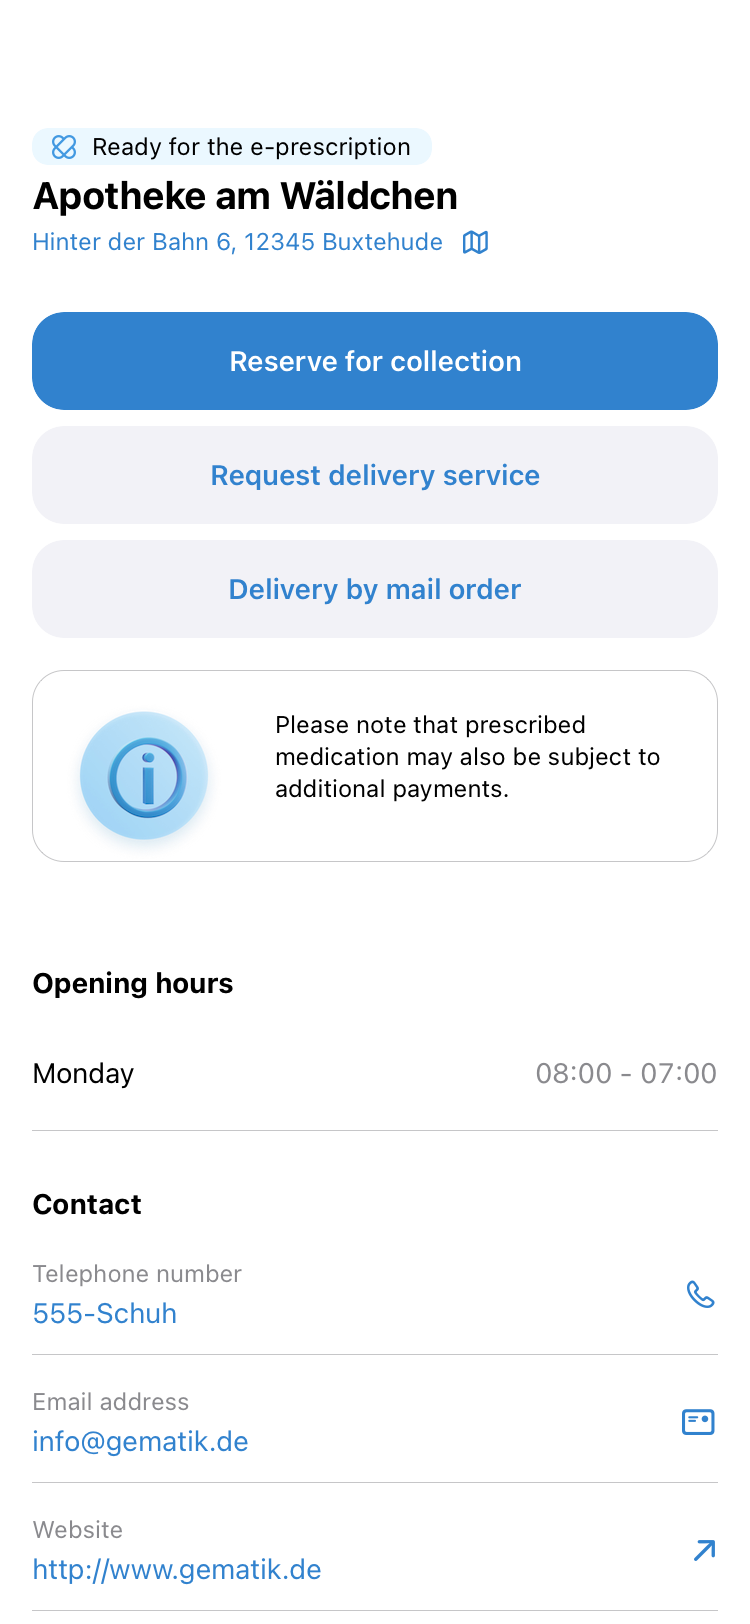 Ready for the e-prescription
Apotheke am Wäldchen
Hinter der Bahn 6, 12345 Buxtehude
Reserve for collection
Request delivery service
Delivery by mail order
Please note that prescribed
medication may also be subject to
additional payments.
Opening hours
Monday 08:00 - 07:00
Contact
Telephone number
555-Schuh
Email address
info@gematik.de
Website
http://www.gematik.de